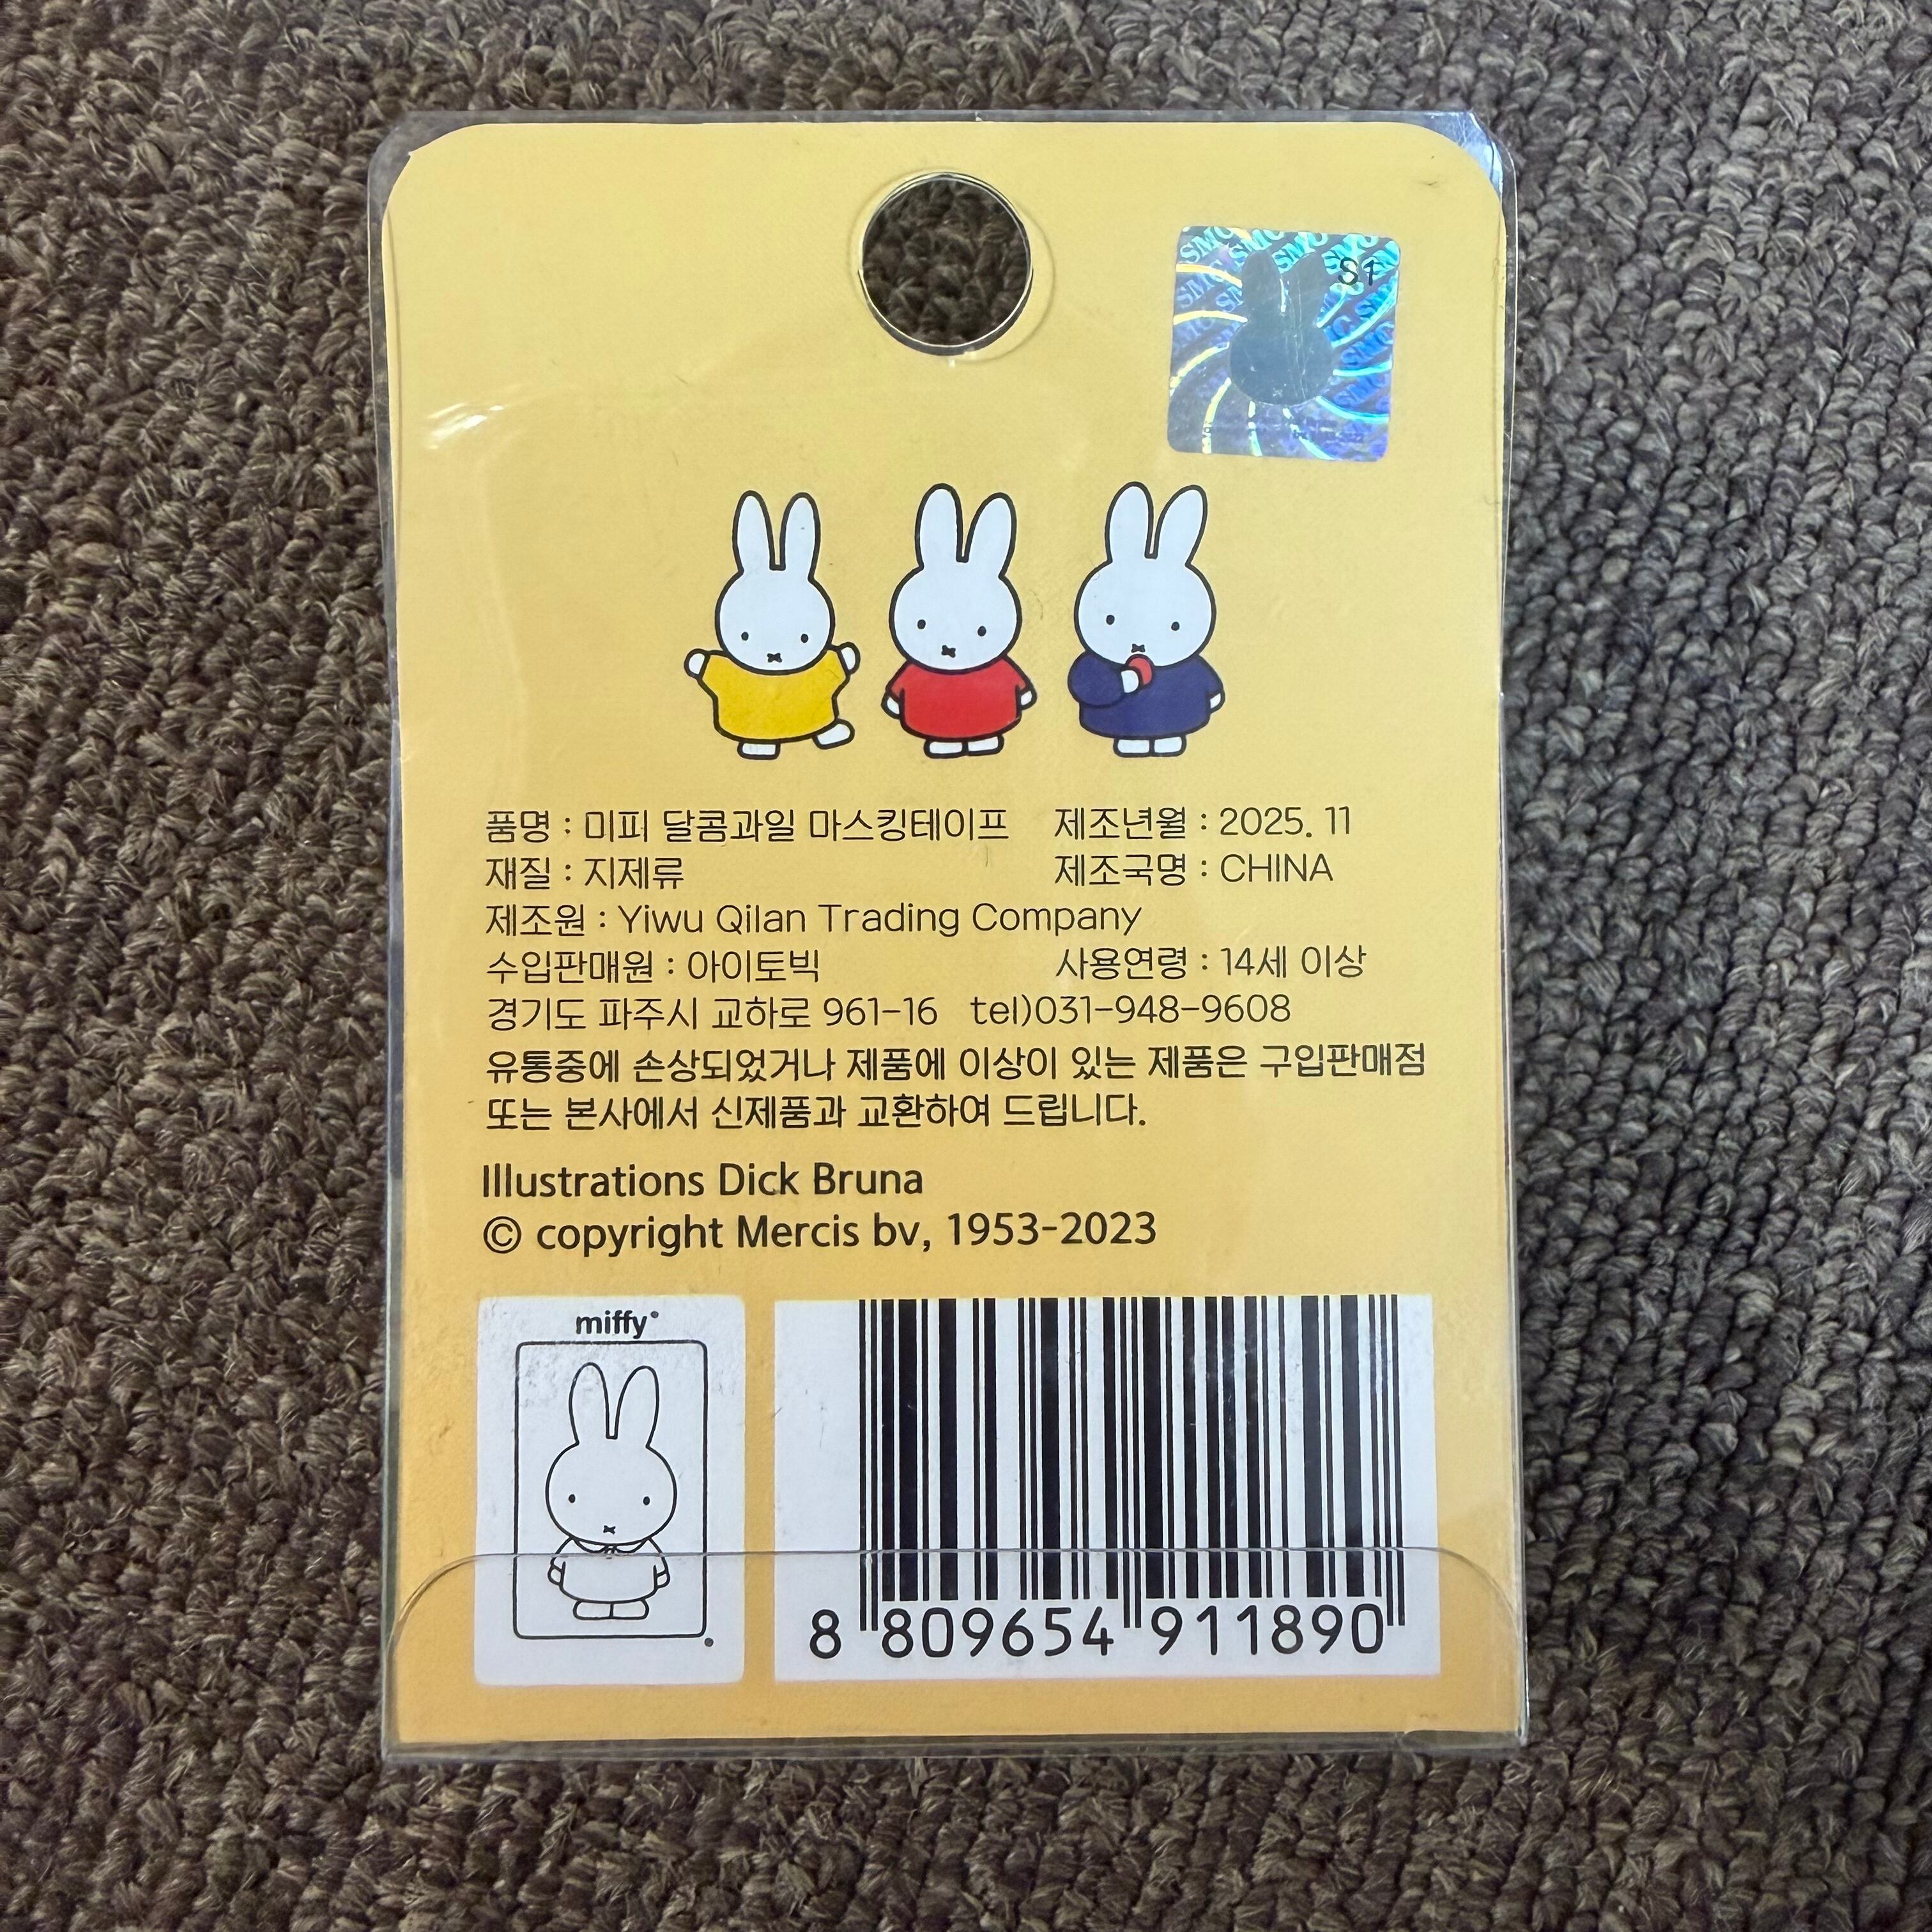 SMC SMC SMC
S1
품명 : 미피 달콤과일 마스킹테이프 제조년월 : 2025. 11
재질 : 지제류 제조국명 : CHINA
제조원 : Yiwu Qilan Trading Company
수입판매원 : 아이토빅 사용연령 : 14세 이상
경기도 파주시 교하로 961-16 tel)031-948-9608
유통중에 손상되었거나 제품에 이상이 있는 제품은 구입판매점
또는 본사에서 신제품과 교환하여 드립니다.
Illustrations Dick Bruna
© copyright Mercis bv, 1953-2023
miffy®
8 809654 911890